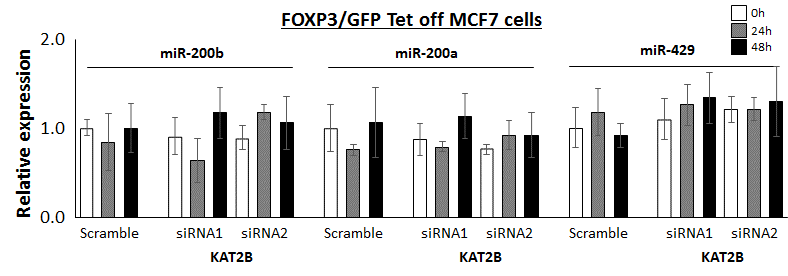 FOXP3/GFP Tet off MCF7 cells
0h
24h
48h
miR-200b
miR-200a
miR-429
Relative expression
2.0
1.0
0.0
Scramble
siRNA1
siRNA2
Scramble
siRNA1
siRNA2
Scramble
siRNA1
siRNA2
KAT2B
KAT2B
KAT2B